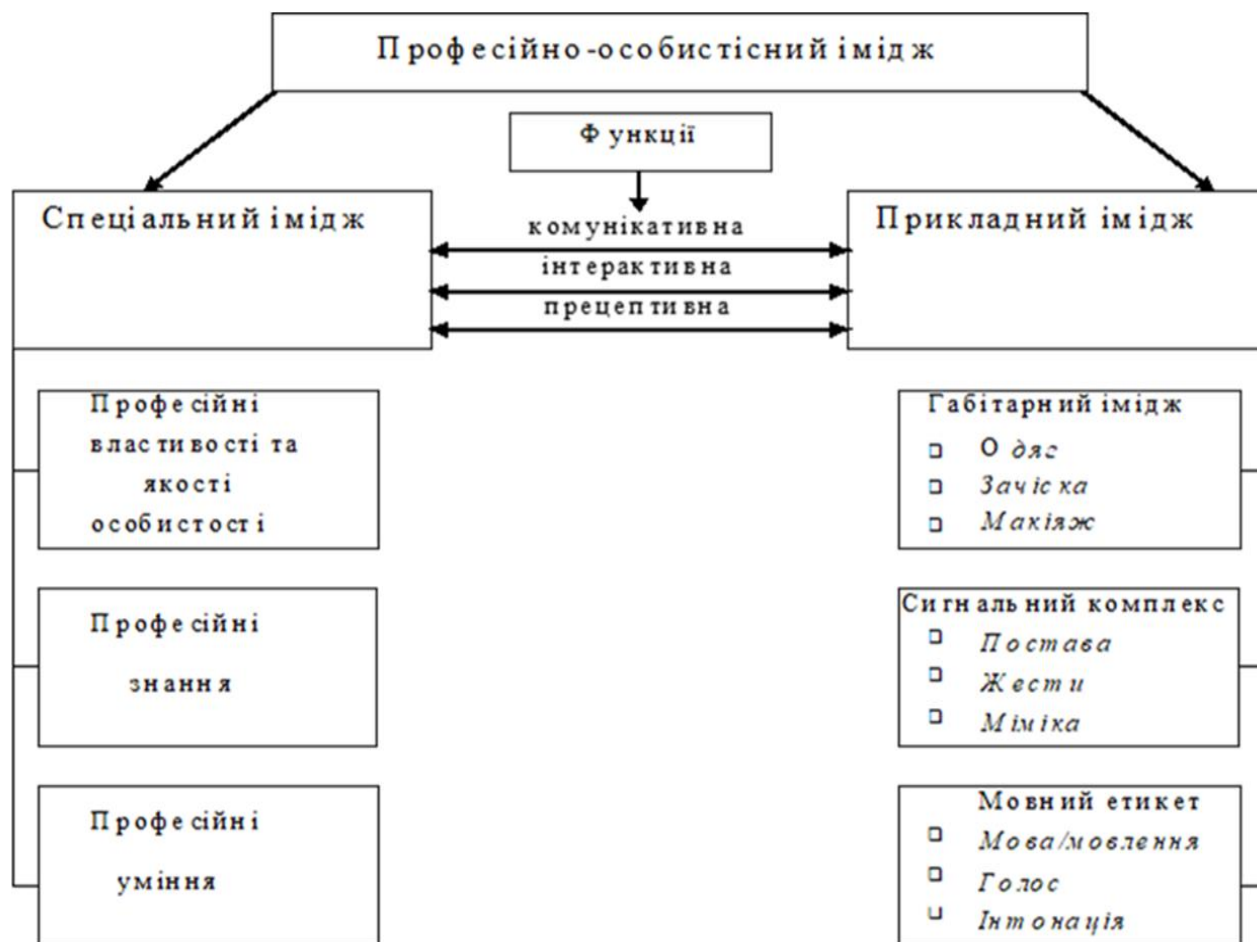 Професійно-особистісний імідж
Функції
Спеціальний імідж
комунікативна
інтерактивна
прецептивна
Прикладний імідж
Професійні
властивості та
якості
особистості
Професійні
знання
Професійні
уміння
Габітарний імідж
Одяг
Зачіска
Макіяж
Сигнальний комплекс
Постава
Жести
Міміка
Мовний етикет
Мова/мовлення
Голос
Інтонація